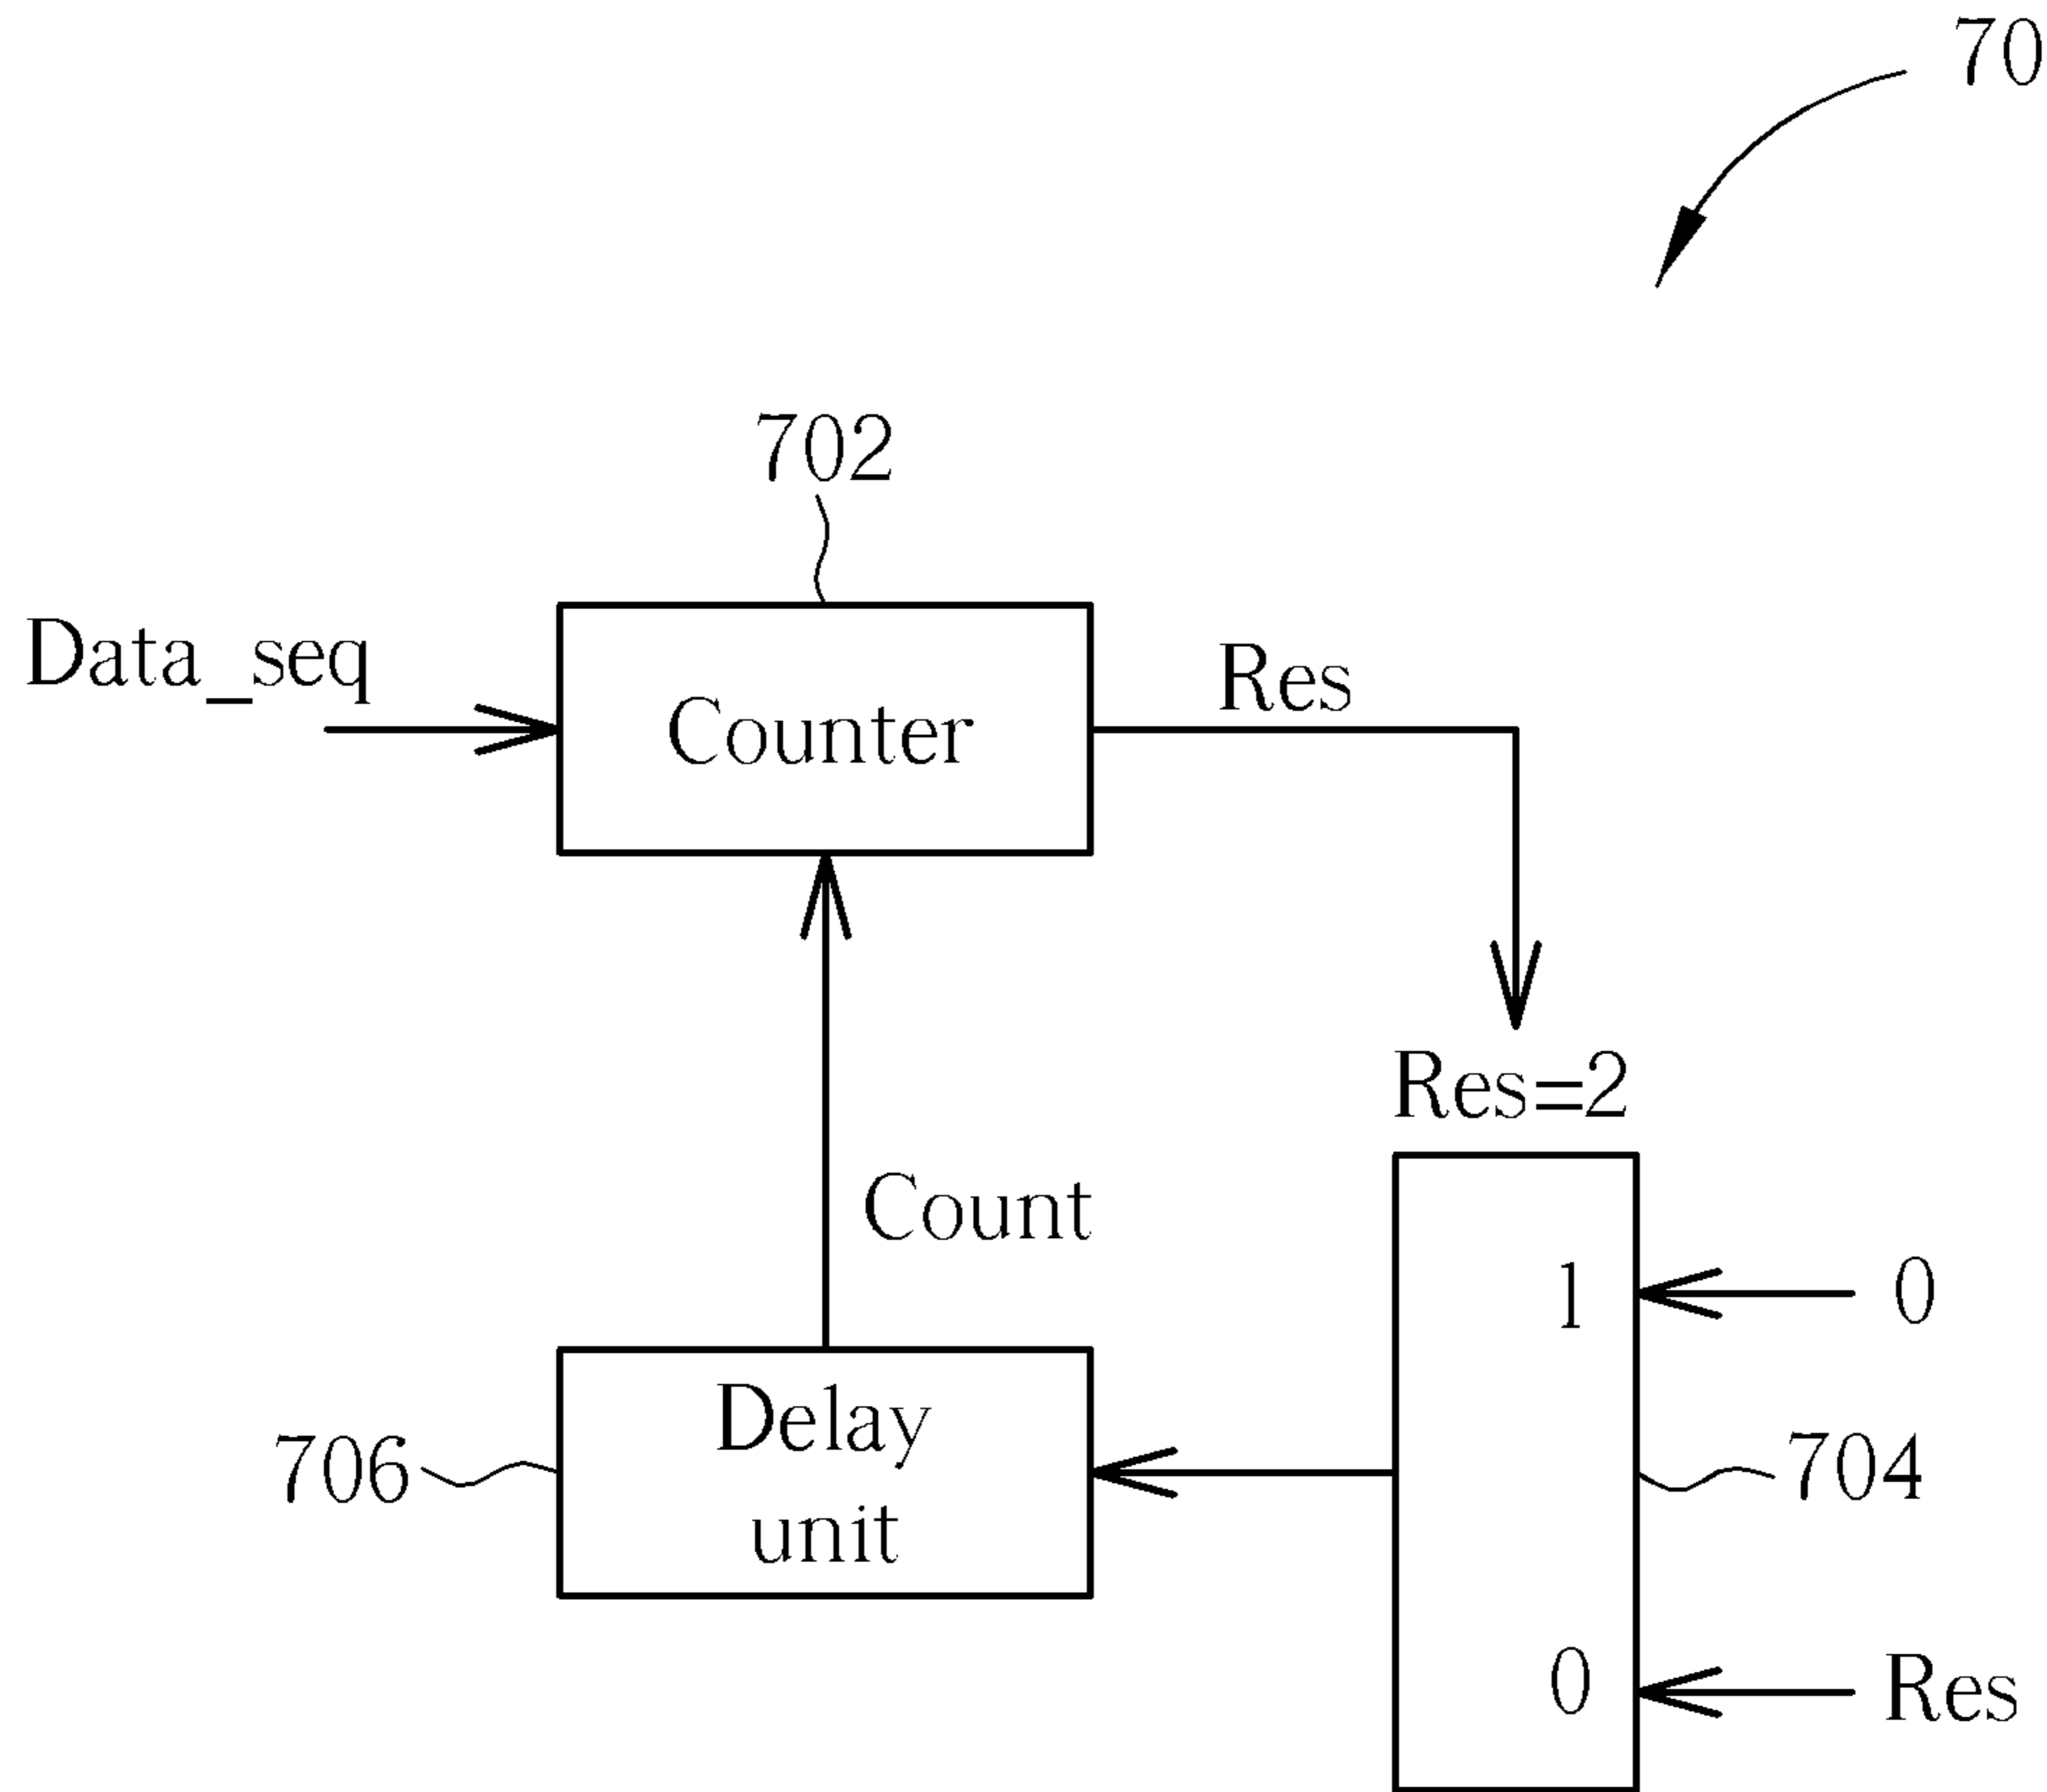 70
702
Data_seq
Res
Counter
Res=2
Count
1
0
Delay
unit
706
704
0
Res